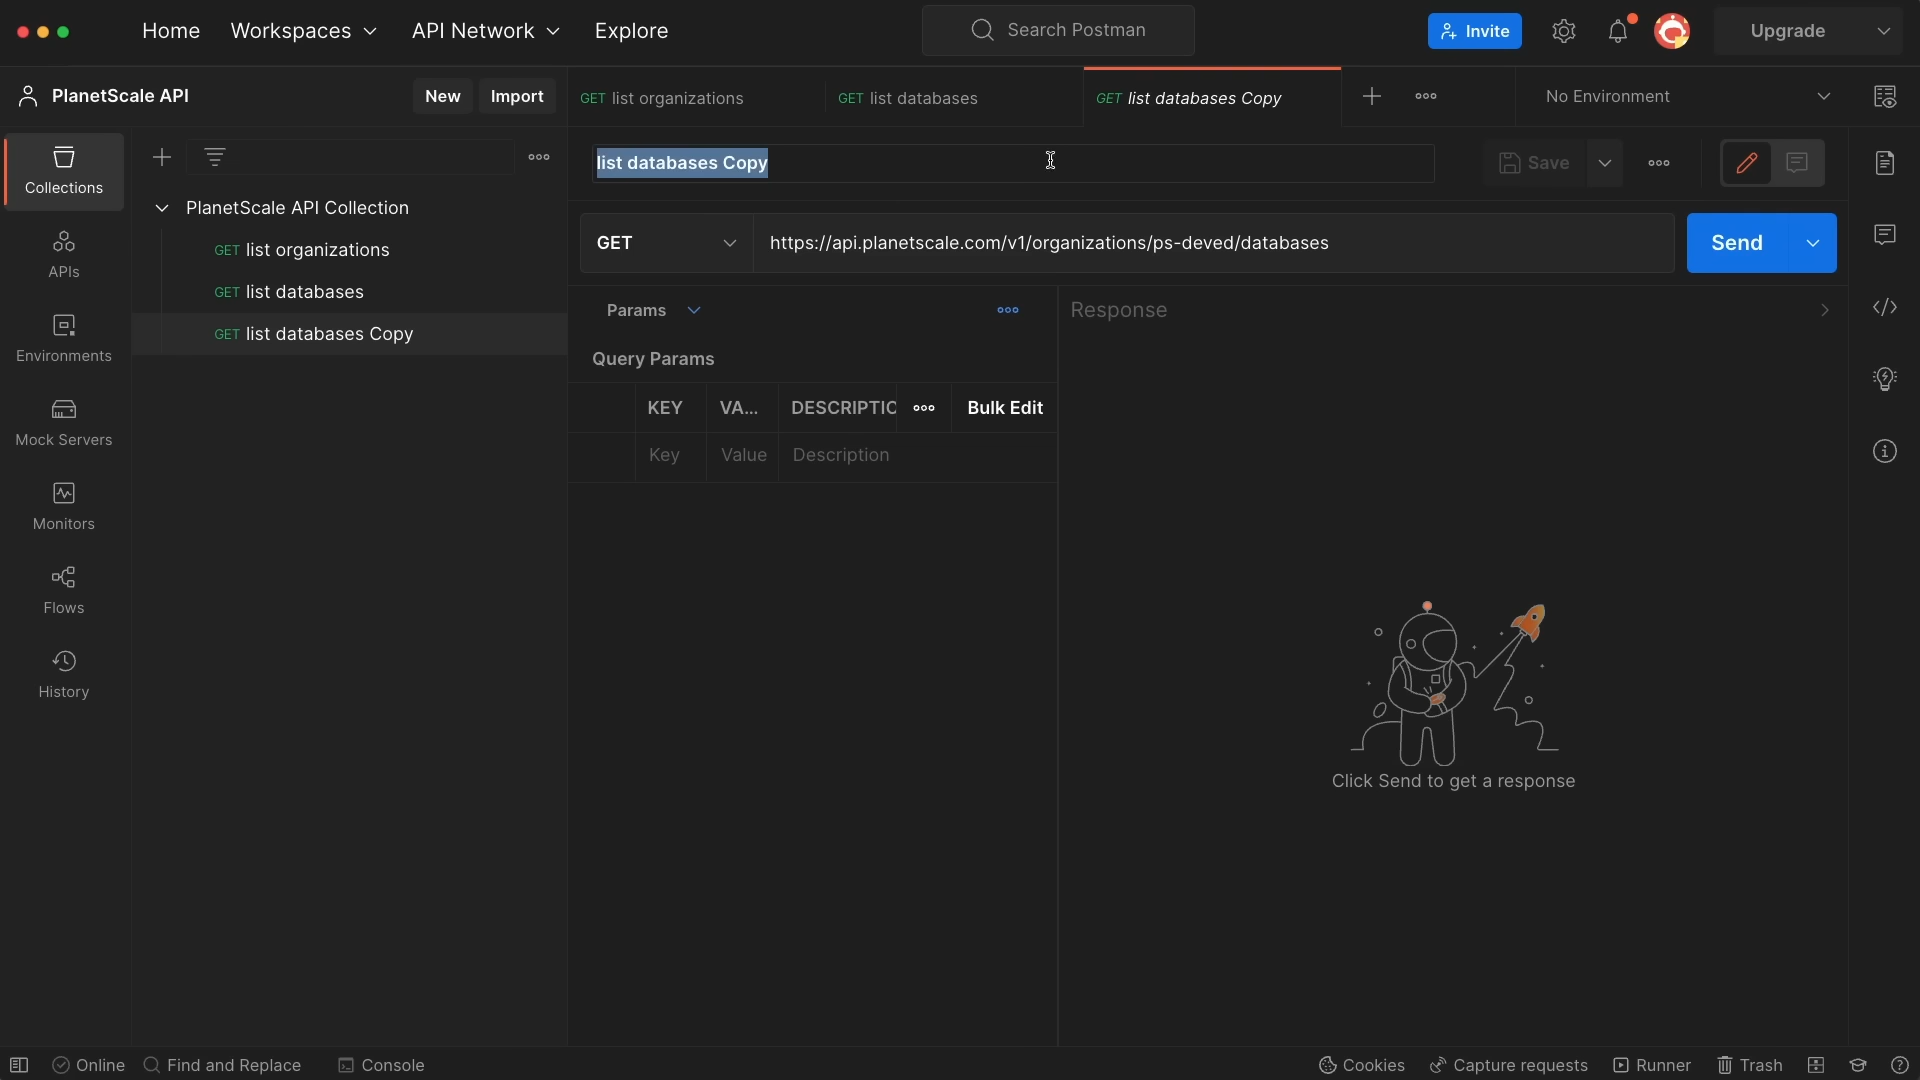 Home Workspaces API Network Explore Search Postman Invite Upgrade
PlanetScale API New Import GET list organizations GET list databases GET list databases Copy No Environment
Collections
APIs
Environments
Mock Servers
Monitors
Flows
History
PlanetScale API Collection
GET list organizations
GET list databases
GET list databases Copy
list databases Copy Save
GET https://api.planetscale.com/v1/organizations/ps-deved/databases Send
Params
Query Params
KEY VA... DESCRIPTIC Bulk Edit
Key Value Description
Response
Click Send to get a response
Online Find and Replace Console Cookies Capture requests Runner Trash